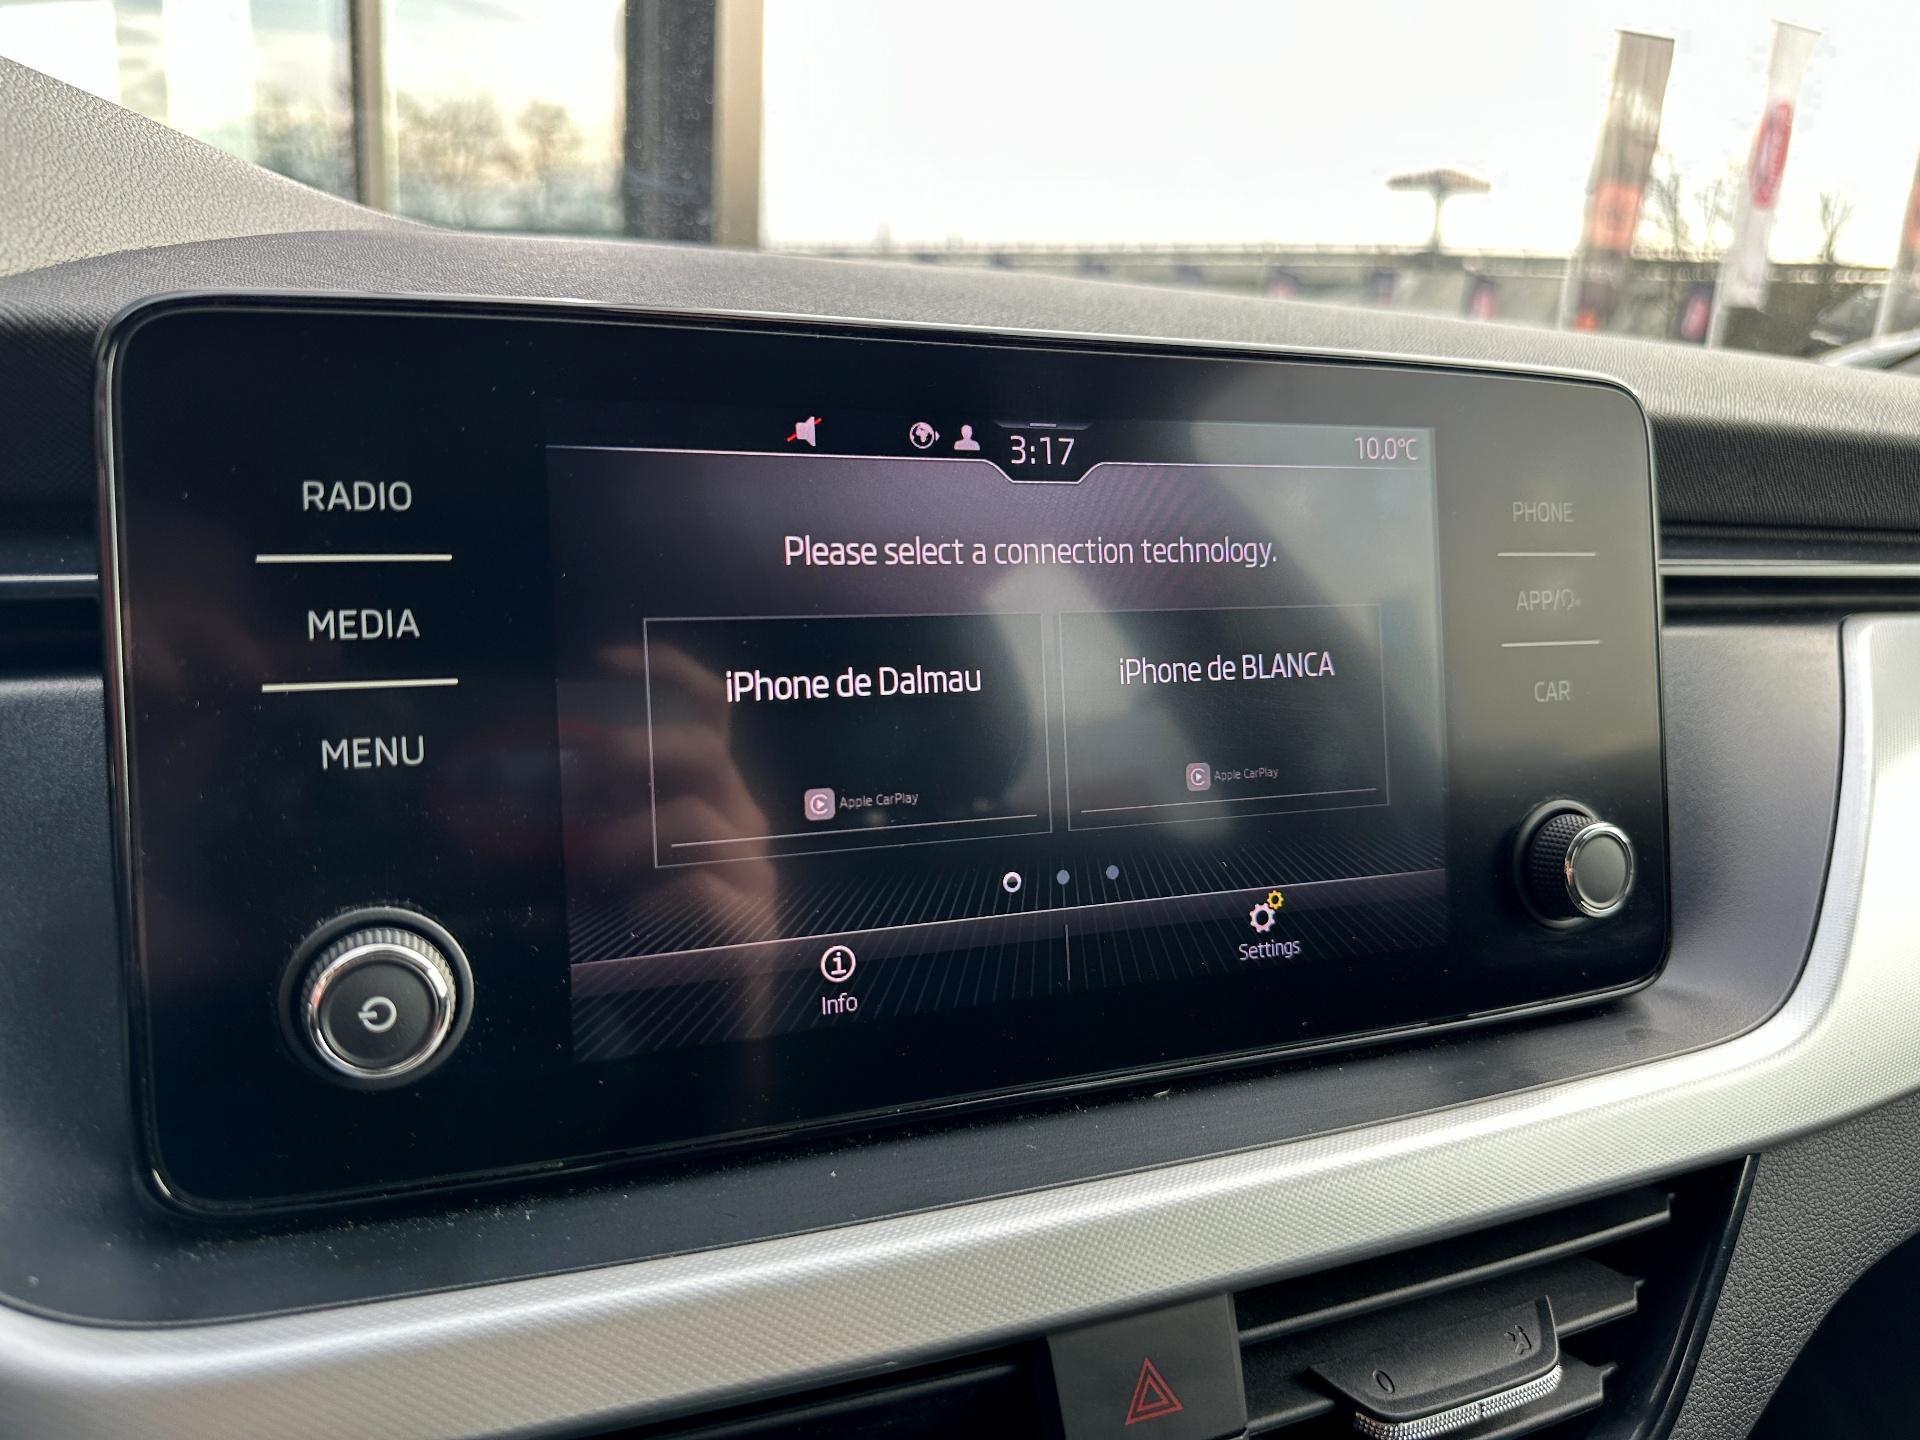 3:17
10.0°C
RADIO
MEDIA
MENU
Please select a connection technology.
iPhone de Dalmau
Apple CarPlay
iPhone de BLANCA
Apple CarPlay
Info
Settings
PHONE
APP/
CAR